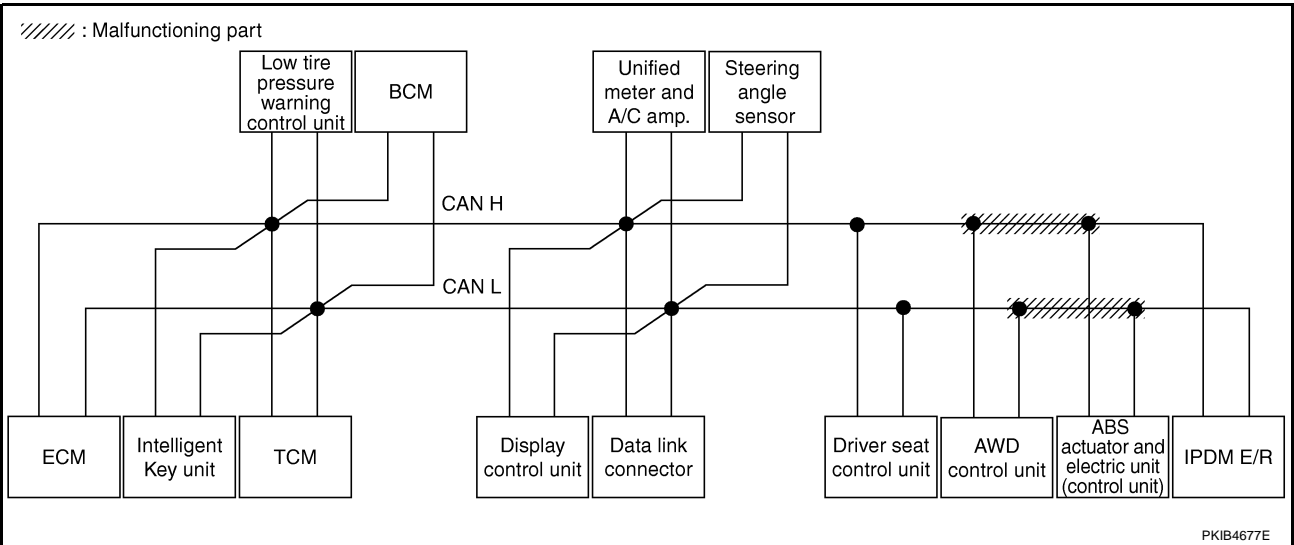 : Malfunctioning part
Low tire
pressure
warning
control unit
BCM
Unified
meter and
A/C amp.
Steering
angle
sensor
CAN H
CAN L
ECM
Intelligent
Key unit
TCM
Display
control unit
Data link
connector
Driver seat
control unit
AWD
control unit
ABS
actuator and
electric unit
(control unit)
IPDM E/R
PKIB4677E